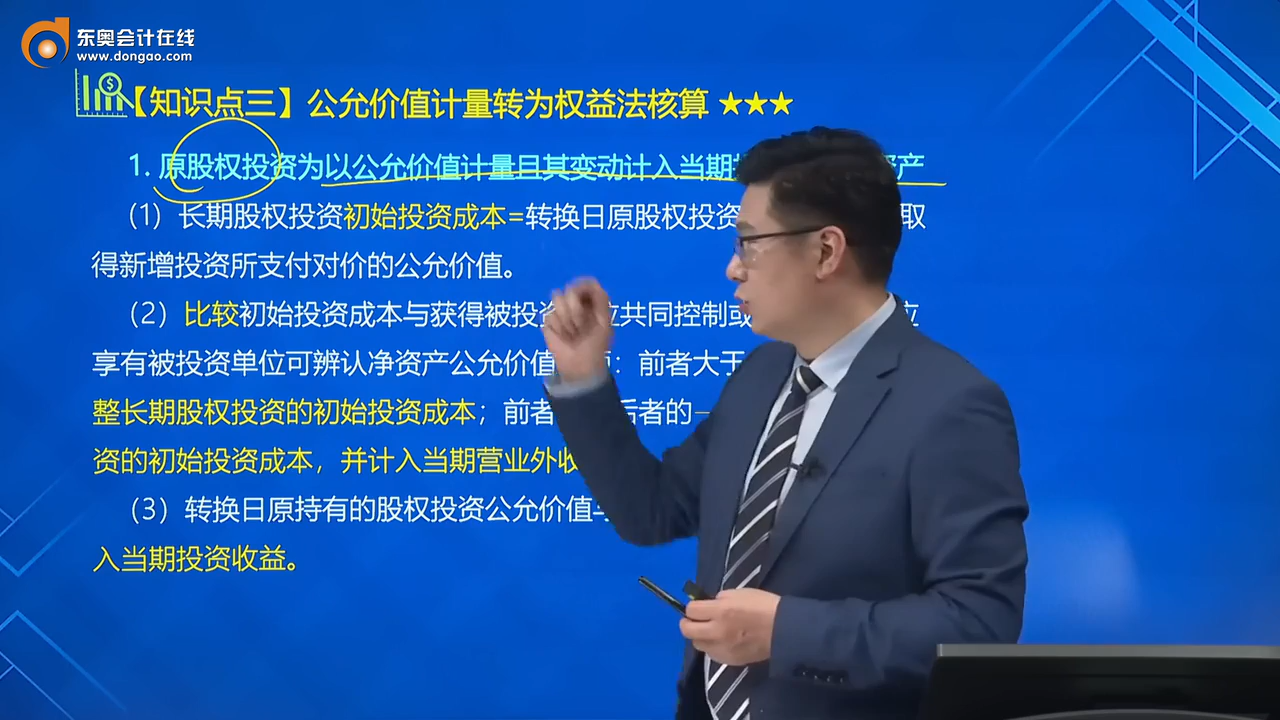 东奥会计在线
www.dongao.com
【知识点三】公允价值计量转为权益法核算 ★★★
1. 原股权投资为以公允价值计量且其变动计入当期 产
（1）长期股权投资初始投资成本=转换日原股权投资 取
得新增投资所支付对价的公允价值。
（2）比较初始投资成本与获得被投资 共同控制或
享有被投资单位可辨认净资产公允价值 ：前者大于
整长期股权投资的初始投资成本；前者 后者的
资的初始投资成本，并计入当期营业外收
（3）转换日原持有的股权投资公允价值
入当期投资收益。